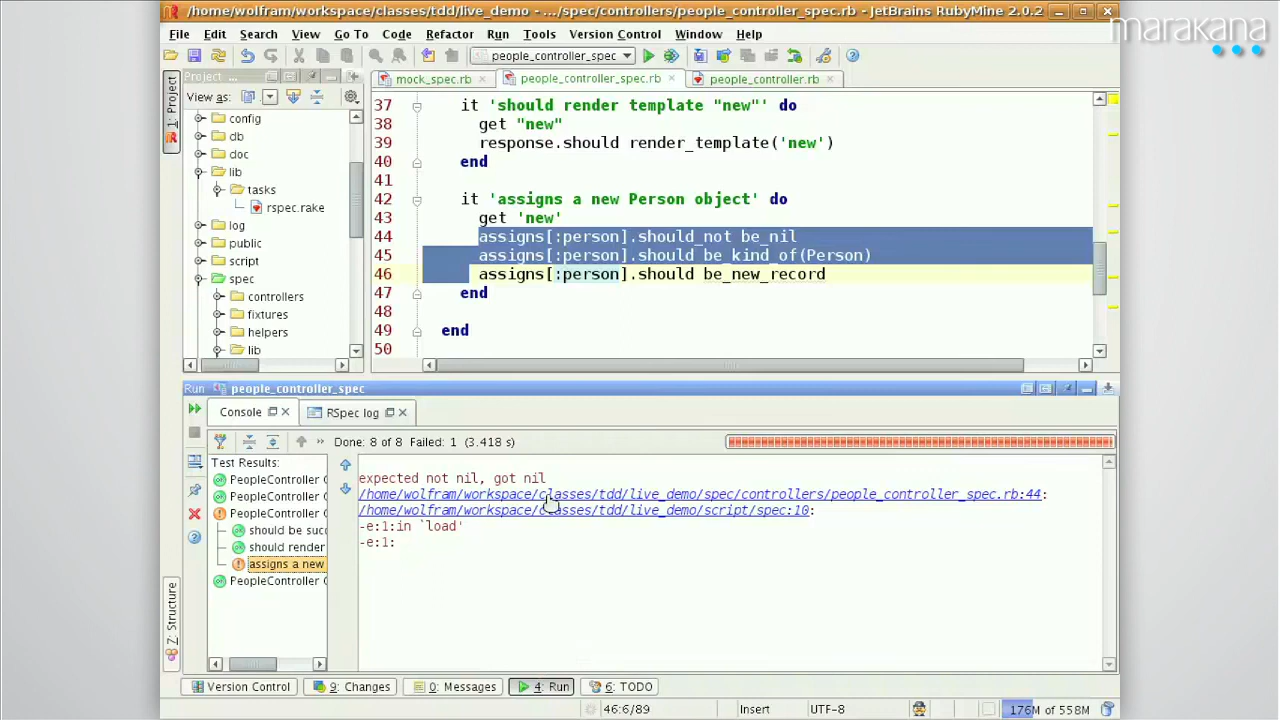 /home/wolfram/workspace/classes/tdd/live_demo - .../spec/controllers/people_controller_spec.rb - JetBrains RubyMine 2.0.2
marakana
File Edit Search View Go To Code Refactor Run Tools Version Control Window Help
people_controller_spec.rb
Project ...
mock_spec.rb
people_controller_spec.rb
people_controller.rb
View as:
1: Project
config
db
doc
lib
tasks
rspec.rake
log
public
script
spec
controllers
fixtures
helpers
lib
37 it 'should render template "new"' do
38 get "new"
39 response.should render_template('new')
40 end
41
42 it 'assigns a new Person object' do
43 get 'new'
44 assigns[:person].should_not be_nil
45 assigns[:person].should be_kind_of(Person)
46 assigns[:person].should be_new_record
47 end
48
49 end
50
Run people_controller_spec
Console
RSpec log
» Done: 8 of 8 Failed: 1 (3.418 s)
Test Results:
PeopleController
PeopleController
PeopleController
should be suc
should render
assigns a new
PeopleController
expected not nil, got nil
/home/wolfram/workspace/classes/tdd/live_demo/spec/controllers/people_controller_spec.rb:44:
/home/wolfram/workspace/classes/tdd/live_demo/script/spec:10:
-e:1:in `load'
-e:1:
Z: Structure
Version Control
9: Changes
0: Messages
4: Run
6: TODO
46:6/89
Insert
UTF-8
176M of 558M